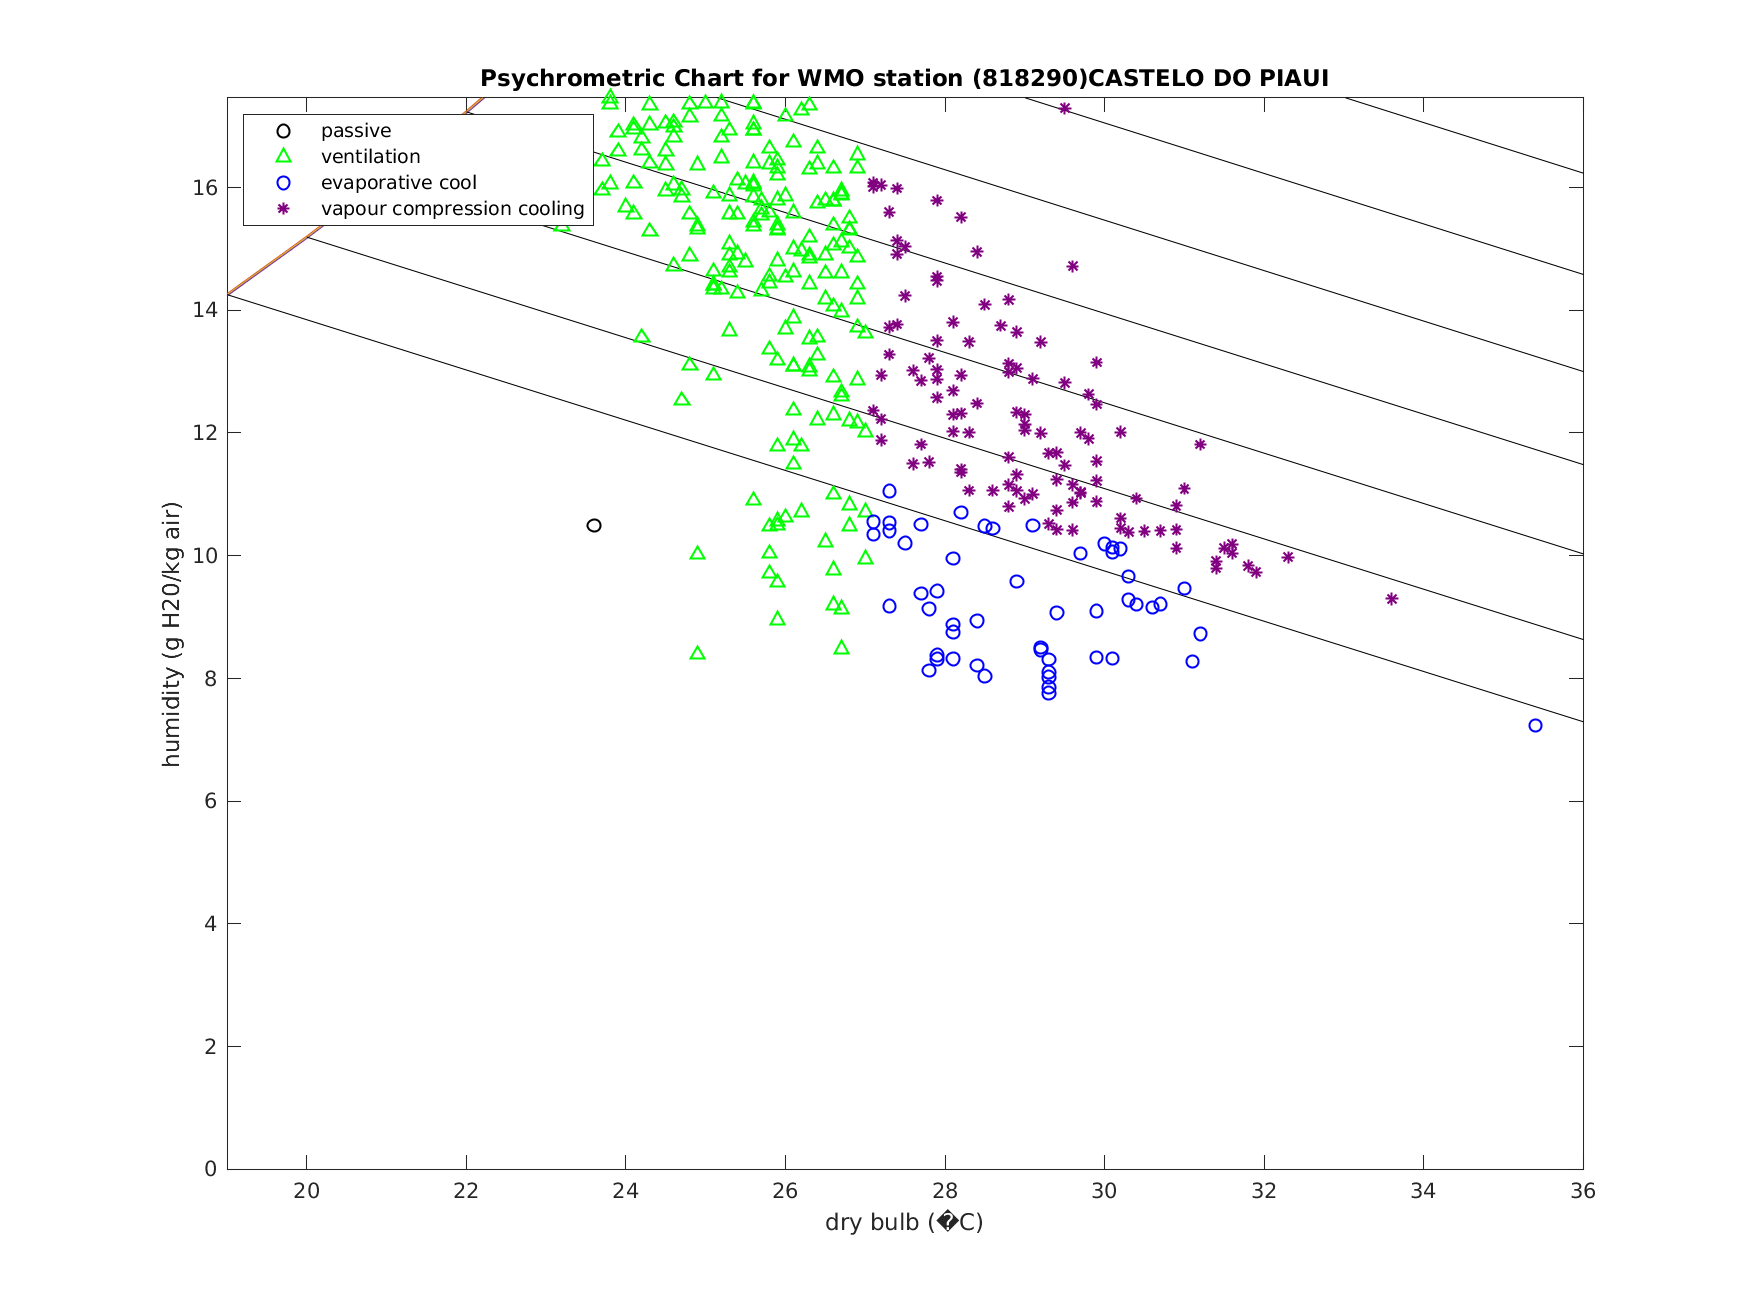 Psychrometric Chart for WMO station (818290)CASTELO DO PIAUI
passive
ventilation
evaporative cool
vapour compression cooling
16
14
12
10
8
6
4
2
0
humidity (g H20/kg air)
20 22 24 26 28 30 32 34 36
dry bulb (�C)